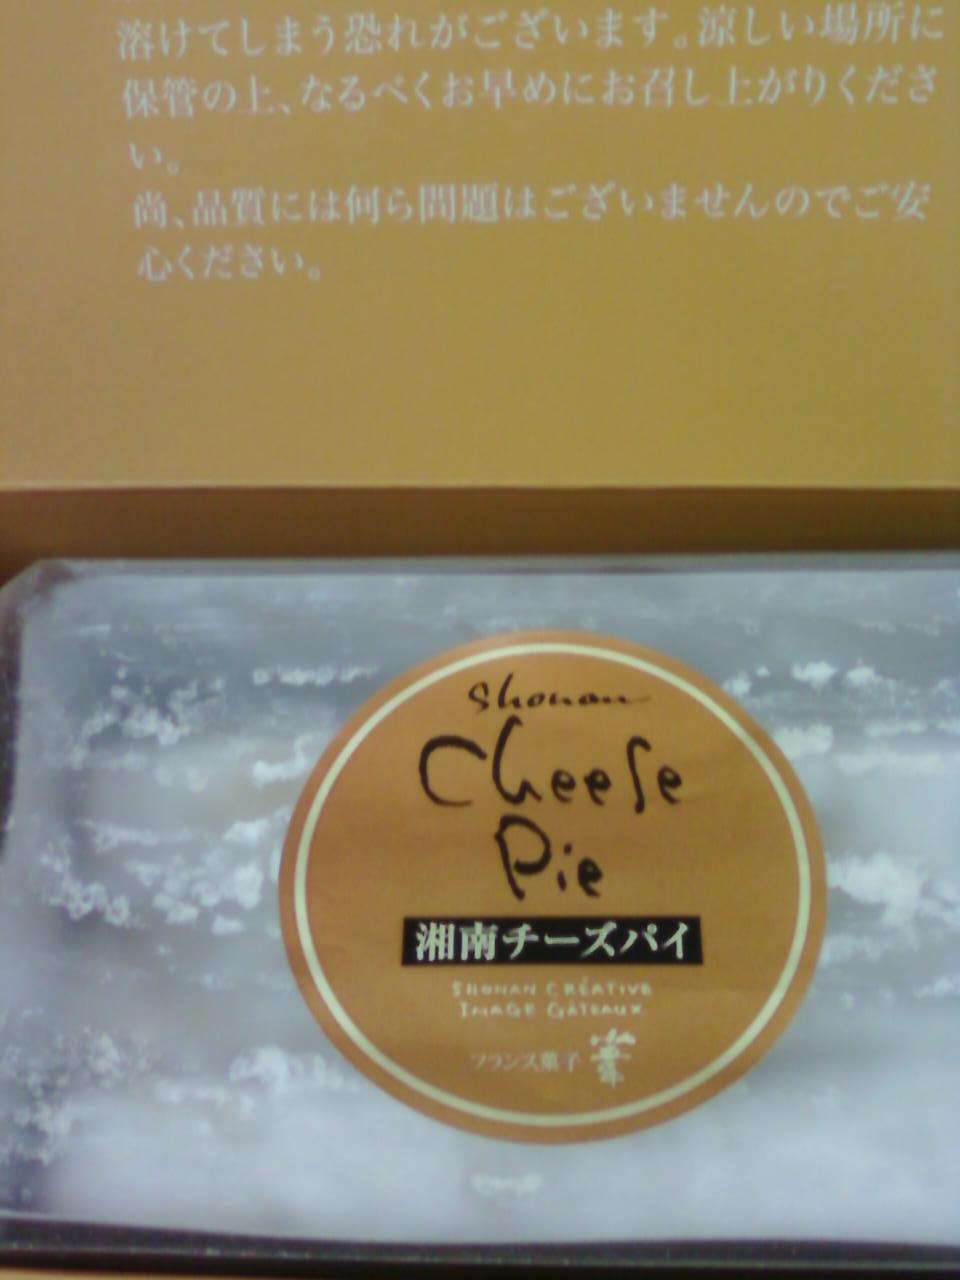 溶けてしまう恐れがございます。涼しい場所に
保管の上、なるべくお早めにお召し上がりくださ
い。
尚、品質には何ら問題はございませんのでご安
心ください。
Shonan
Cheese
Pie
湘南チーズパイ
SHONAN CRÉATIVE
IMAGE GÂTEAUX
フランス菓子 葦